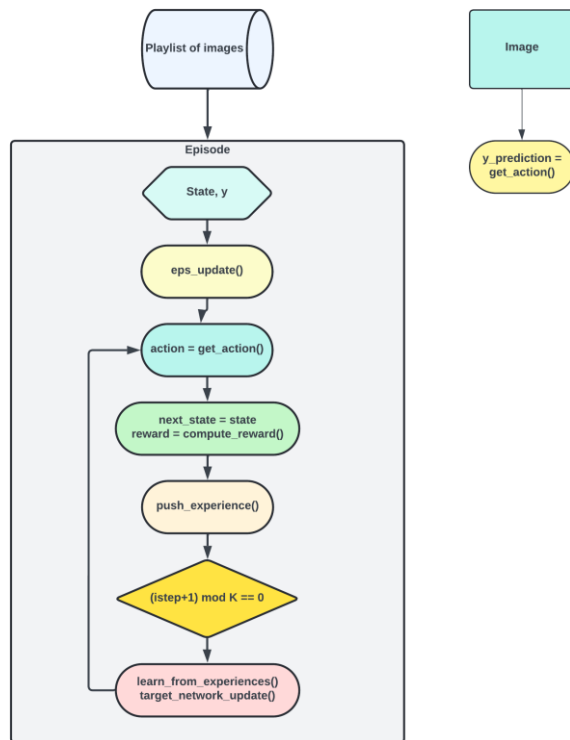 Playlist of images
Episode
State, y
eps_update()
action = get_action()
next_state = state
reward = compute_reward()
push_experience()
(istep+1) mod K == 0
learn_from_experiences()
target_network_update()
Image
y_prediction =
get_action()